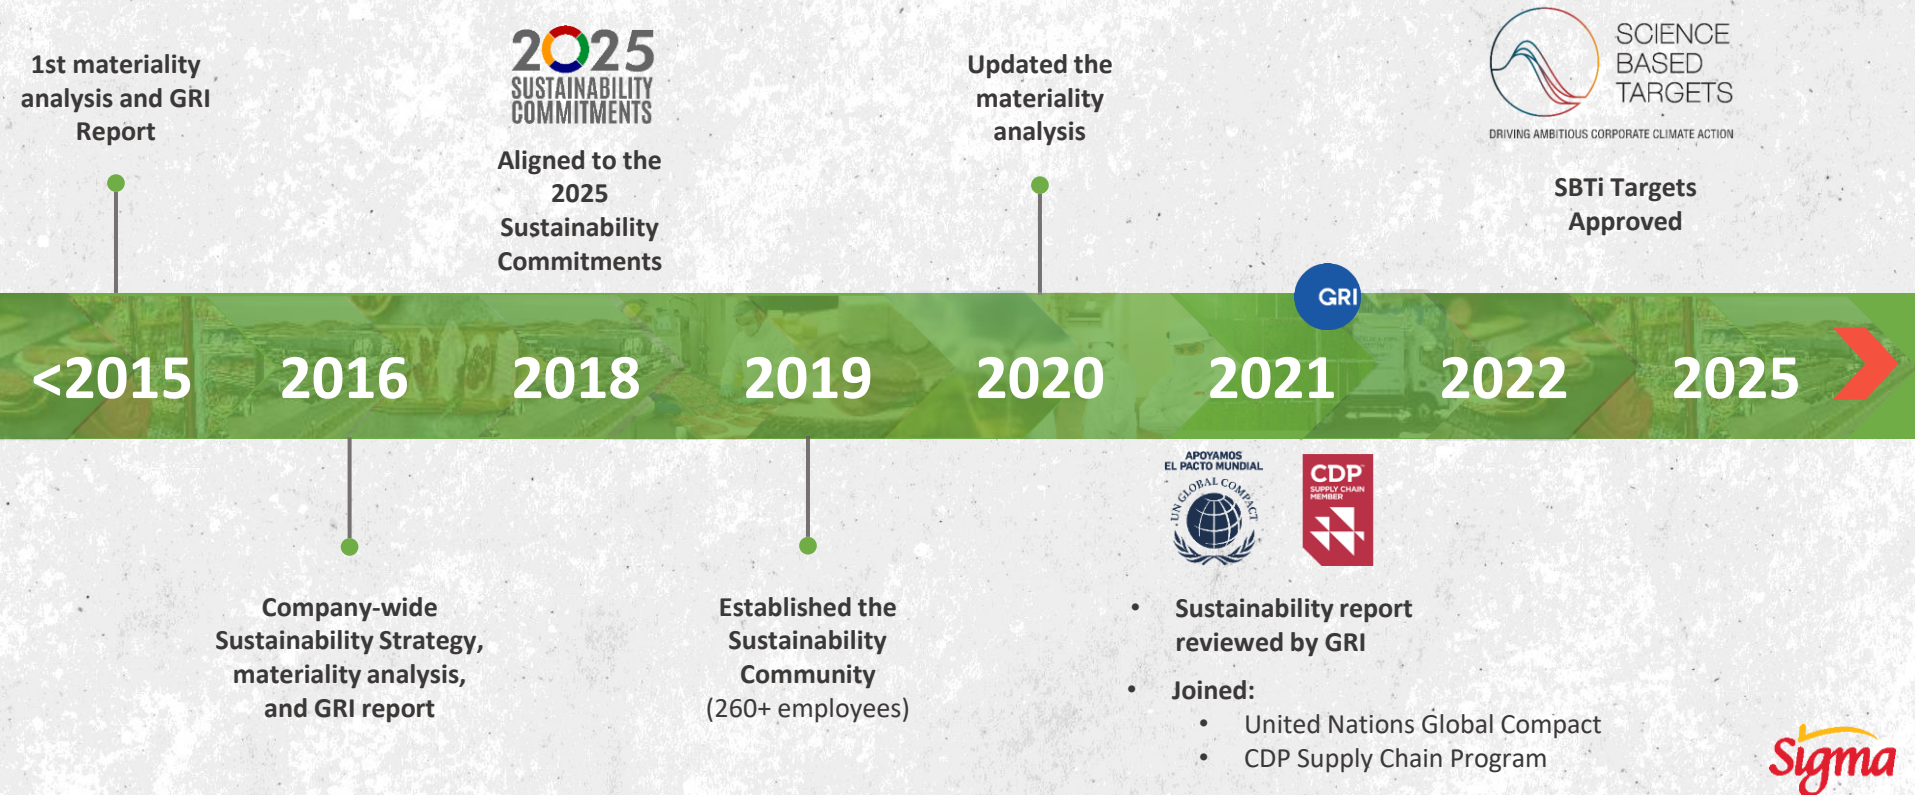 1st materiality
analysis and GRI
Report
2025
SUSTAINABILITY
COMMITMENTS
Aligned to the
2025
Sustainability
Commitments
Updated the
materiality
analysis
SCIENCE
BASED
TARGETS
DRIVING AMBITIOUS CORPORATE CLIMATE ACTION
SBTi Targets
Approved
GRI
<2015 2016 2018 2019 2020 2021 2022 2025
Company-wide
Sustainability Strategy,
materiality analysis,
and GRI report
Established the
Sustainability
Community
(260+ employees)
APOYAMOS
EL PACTO MUNDIAL
UN GLOBAL COMPACT
CDP
SUPPLY CHAIN
MEMBER
• Sustainability report
reviewed by GRI
• Joined:
• United Nations Global Compact
• CDP Supply Chain Program
Sigma